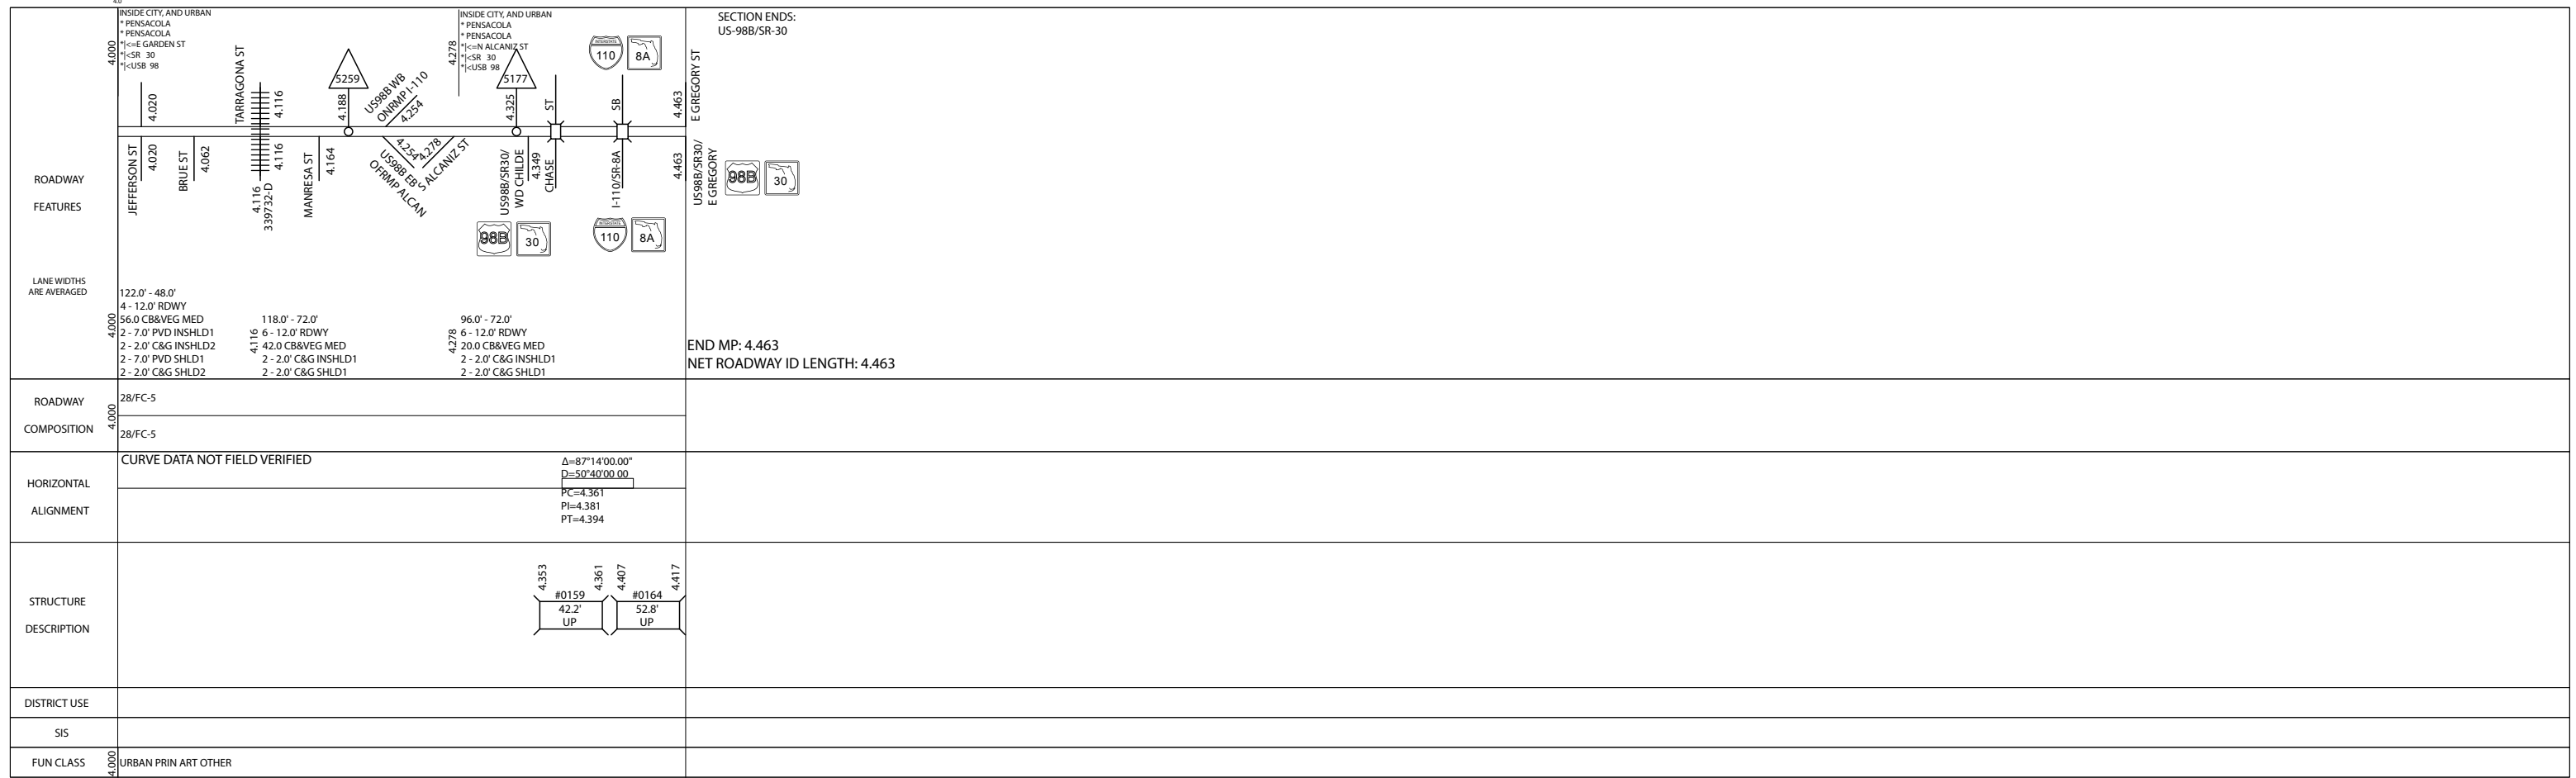 4.0
INSIDE CITY, AND URBAN
* PENSACOLA
* PENSACOLA
*|<=E GARDEN ST
*|<SR 30
*|<USB 98
4.000
INSIDE CITY, AND URBAN
* PENSACOLA
* PENSACOLA
*|<=N ALCANIZ ST
*|<SR 30
*|<USB 98
4.278
SECTION ENDS:
US-98B/SR-30
INTERSTATE
110
8A
4.020
TARRAGONA ST
4.116
5259
4.188
US98B WB
ONRMP I-110
4.254
5177
4.325
ST
SB
4.463
E GREGORY ST
ROADWAY
FEATURES
JEFFERSON ST
4.020
BRUE ST
4.062
4.116
4.116
339732-D
MANRESA ST
4.164
4.254
US98B EB
OFRMP ALCAN
4.278
S ALCANIZ ST
US98B/SR30/
WD CHILDE
4.349
CHASE
I-110/SR-8A
4.463
US98B/SR30/
E GREGORY
98B
30
98B
30
INTERSTATE
110
8A
LANE WIDTHS
ARE AVERAGED
4.000
122.0' - 48.0'
4 - 12.0' RDWY
56.0 CB&VEG MED
2 - 7.0' PVD INSHLD1
2 - 2.0' C&G INSHLD2
2 - 7.0' PVD SHLD1
2 - 2.0' C&G SHLD2
4.116
118.0' - 72.0'
6 - 12.0' RDWY
42.0 CB&VEG MED
2 - 2.0' C&G INSHLD1
2 - 2.0' C&G SHLD1
4.278
96.0' - 72.0'
6 - 12.0' RDWY
20.0 CB&VEG MED
2 - 2.0' C&G INSHLD1
2 - 2.0' C&G SHLD1
END MP: 4.463
NET ROADWAY ID LENGTH: 4.463
ROADWAY
COMPOSITION
4.000
28/FC-5
28/FC-5
HORIZONTAL
ALIGNMENT
CURVE DATA NOT FIELD VERIFIED
Δ=87°14'00.00"
D=50°40'00 00
PC=4.361
PI=4.381
PT=4.394
STRUCTURE
DESCRIPTION
4.353
4.361
4.407
4.417
#0159
42.2'
UP
#0164
52.8'
UP
DISTRICT USE
SIS
FUN CLASS
4.000
URBAN PRIN ART OTHER